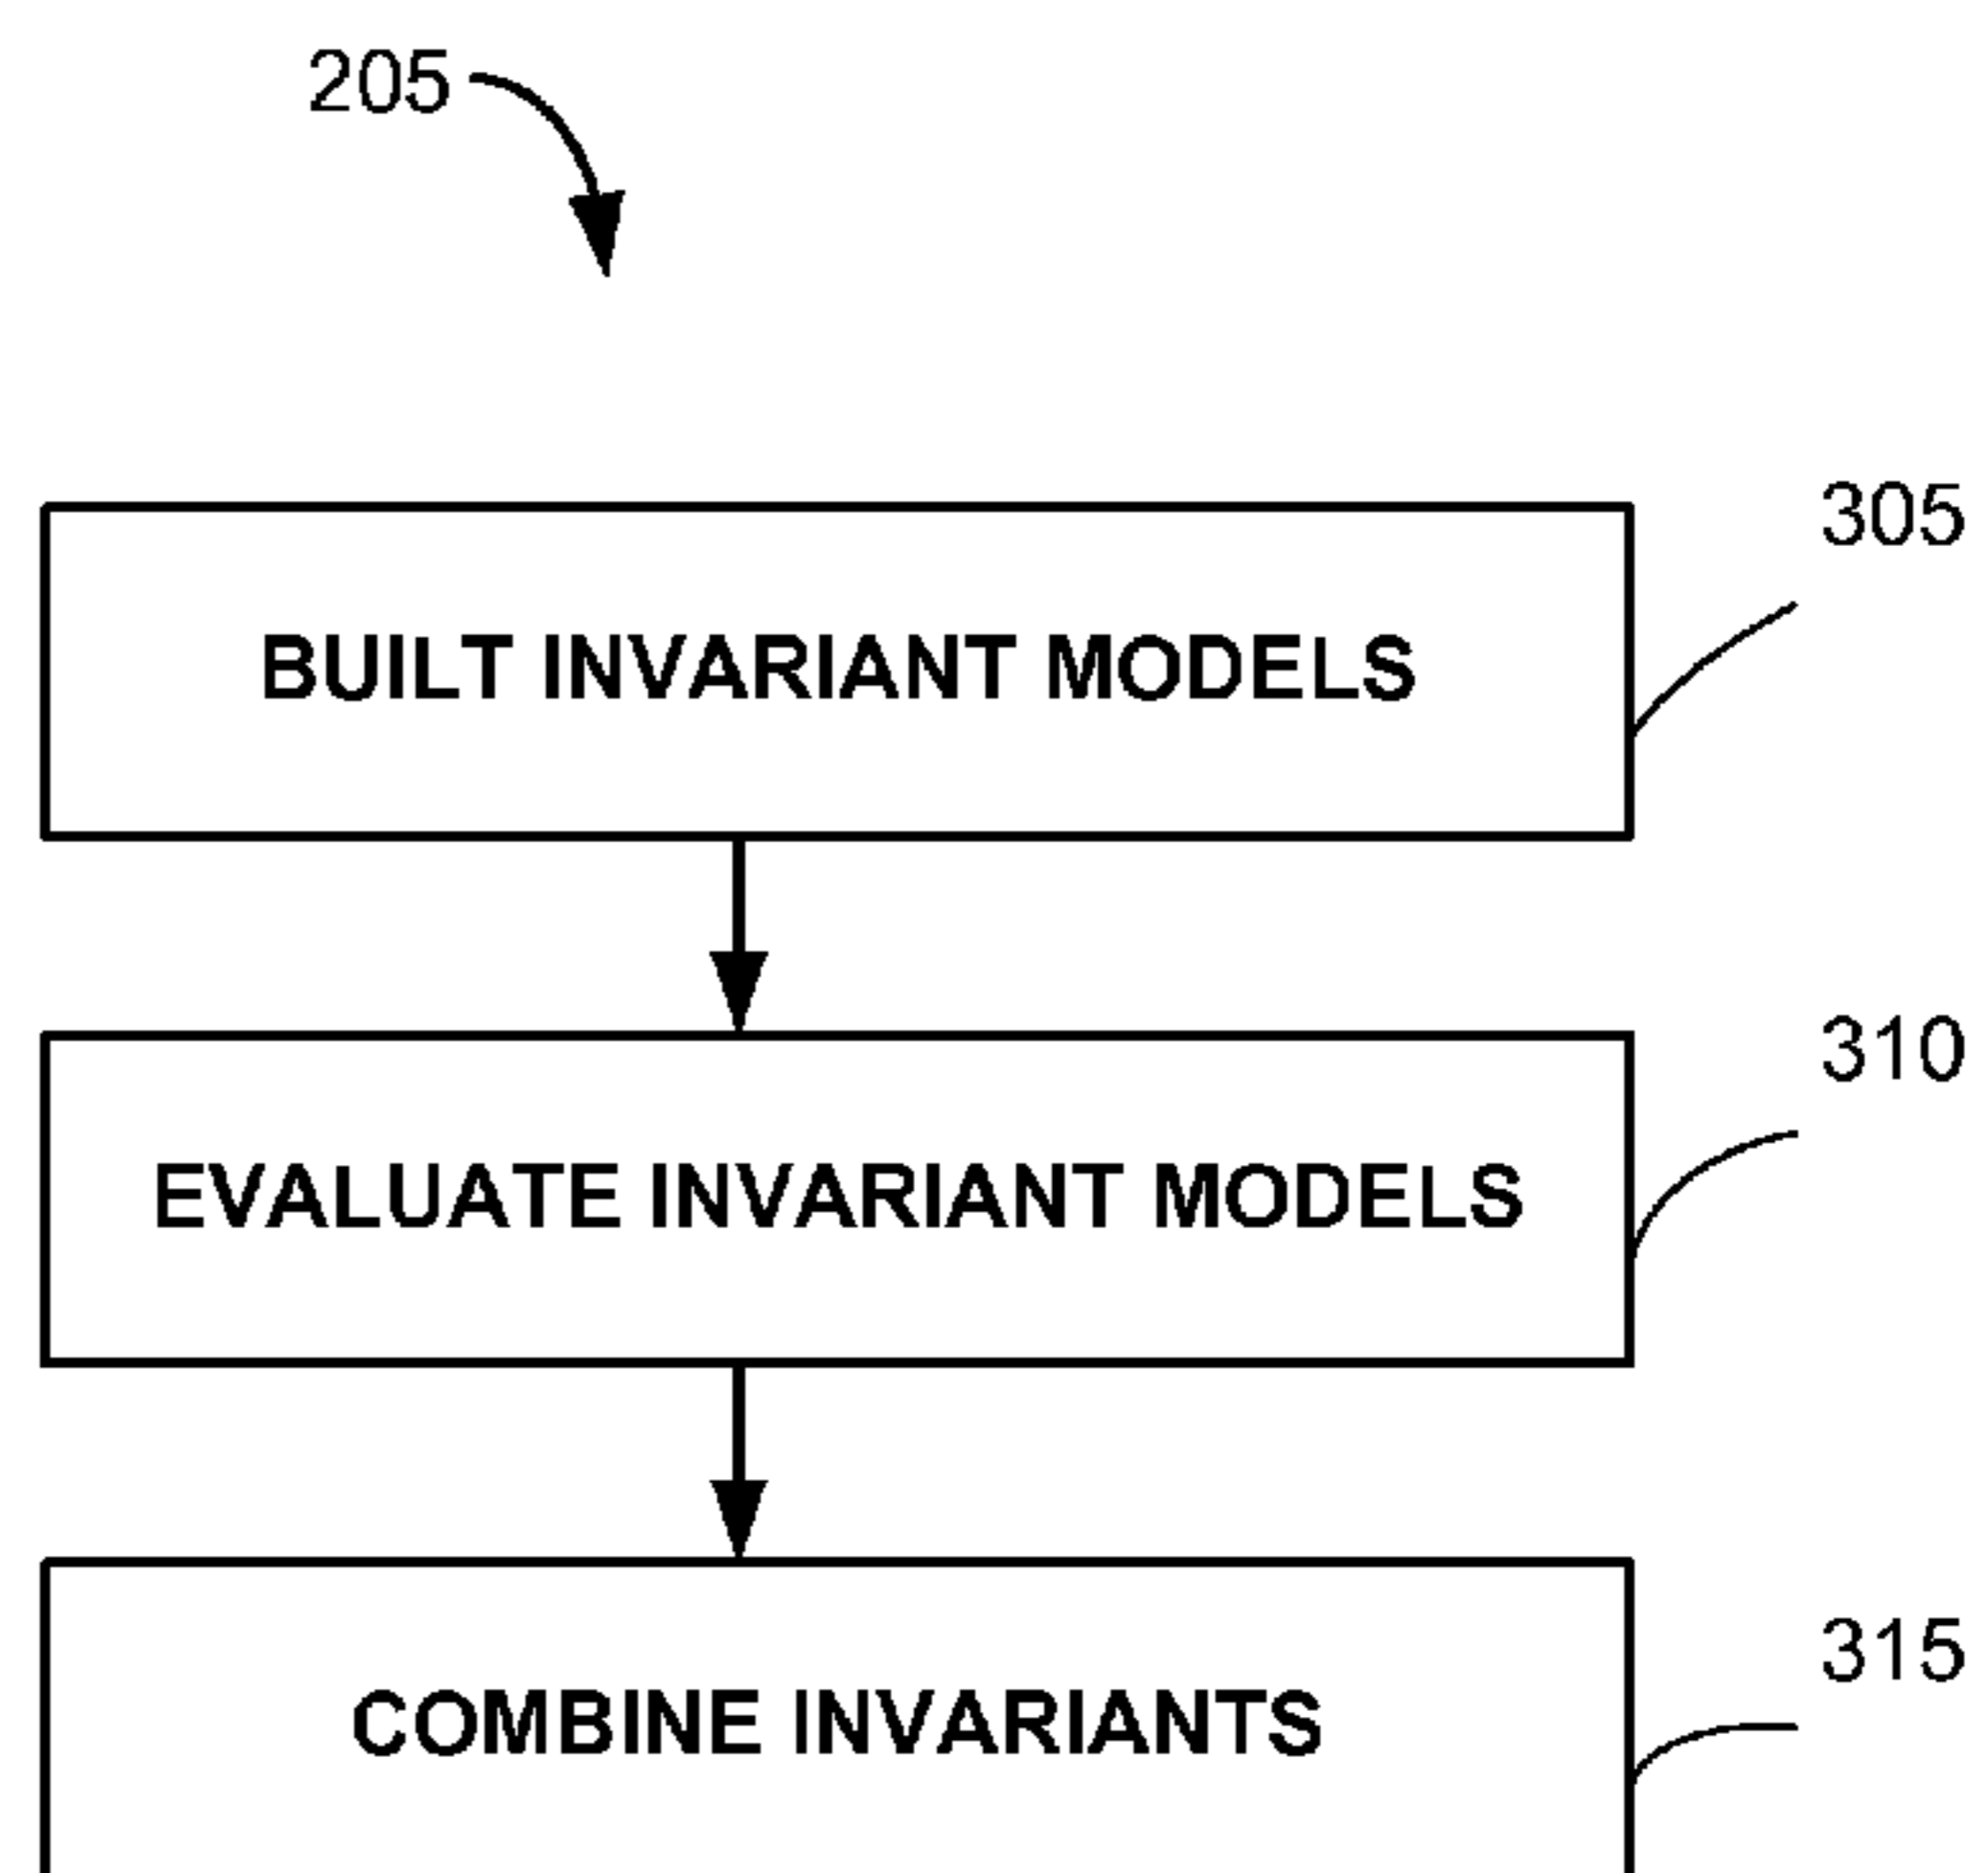 205
305
BUILT INVARIANT MODELS
310
EVALUATE INVARIANT MODELS
315
COMBINE INVARIANTS